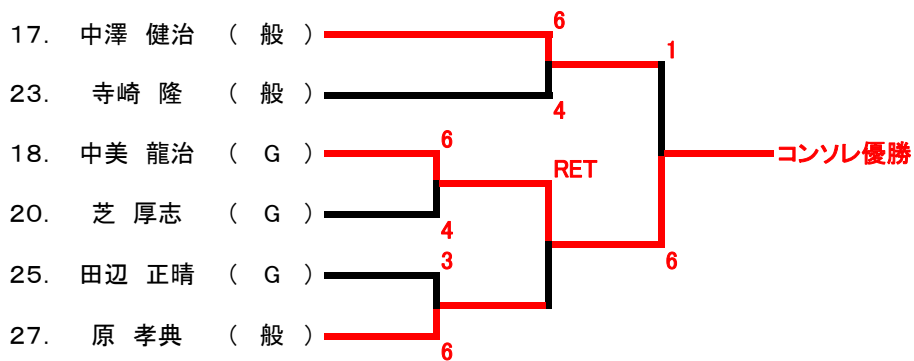 17. 中澤 健治 ( 般 ) 6
1
23. 寺崎 隆 ( 般 ) 4
6
18. 中美 龍治 ( G ) RET コンソレ優勝
20. 芝 厚志 ( G ) 4
3 6
25. 田辺 正晴 ( G )
27. 原 孝典 ( 般 ) 6